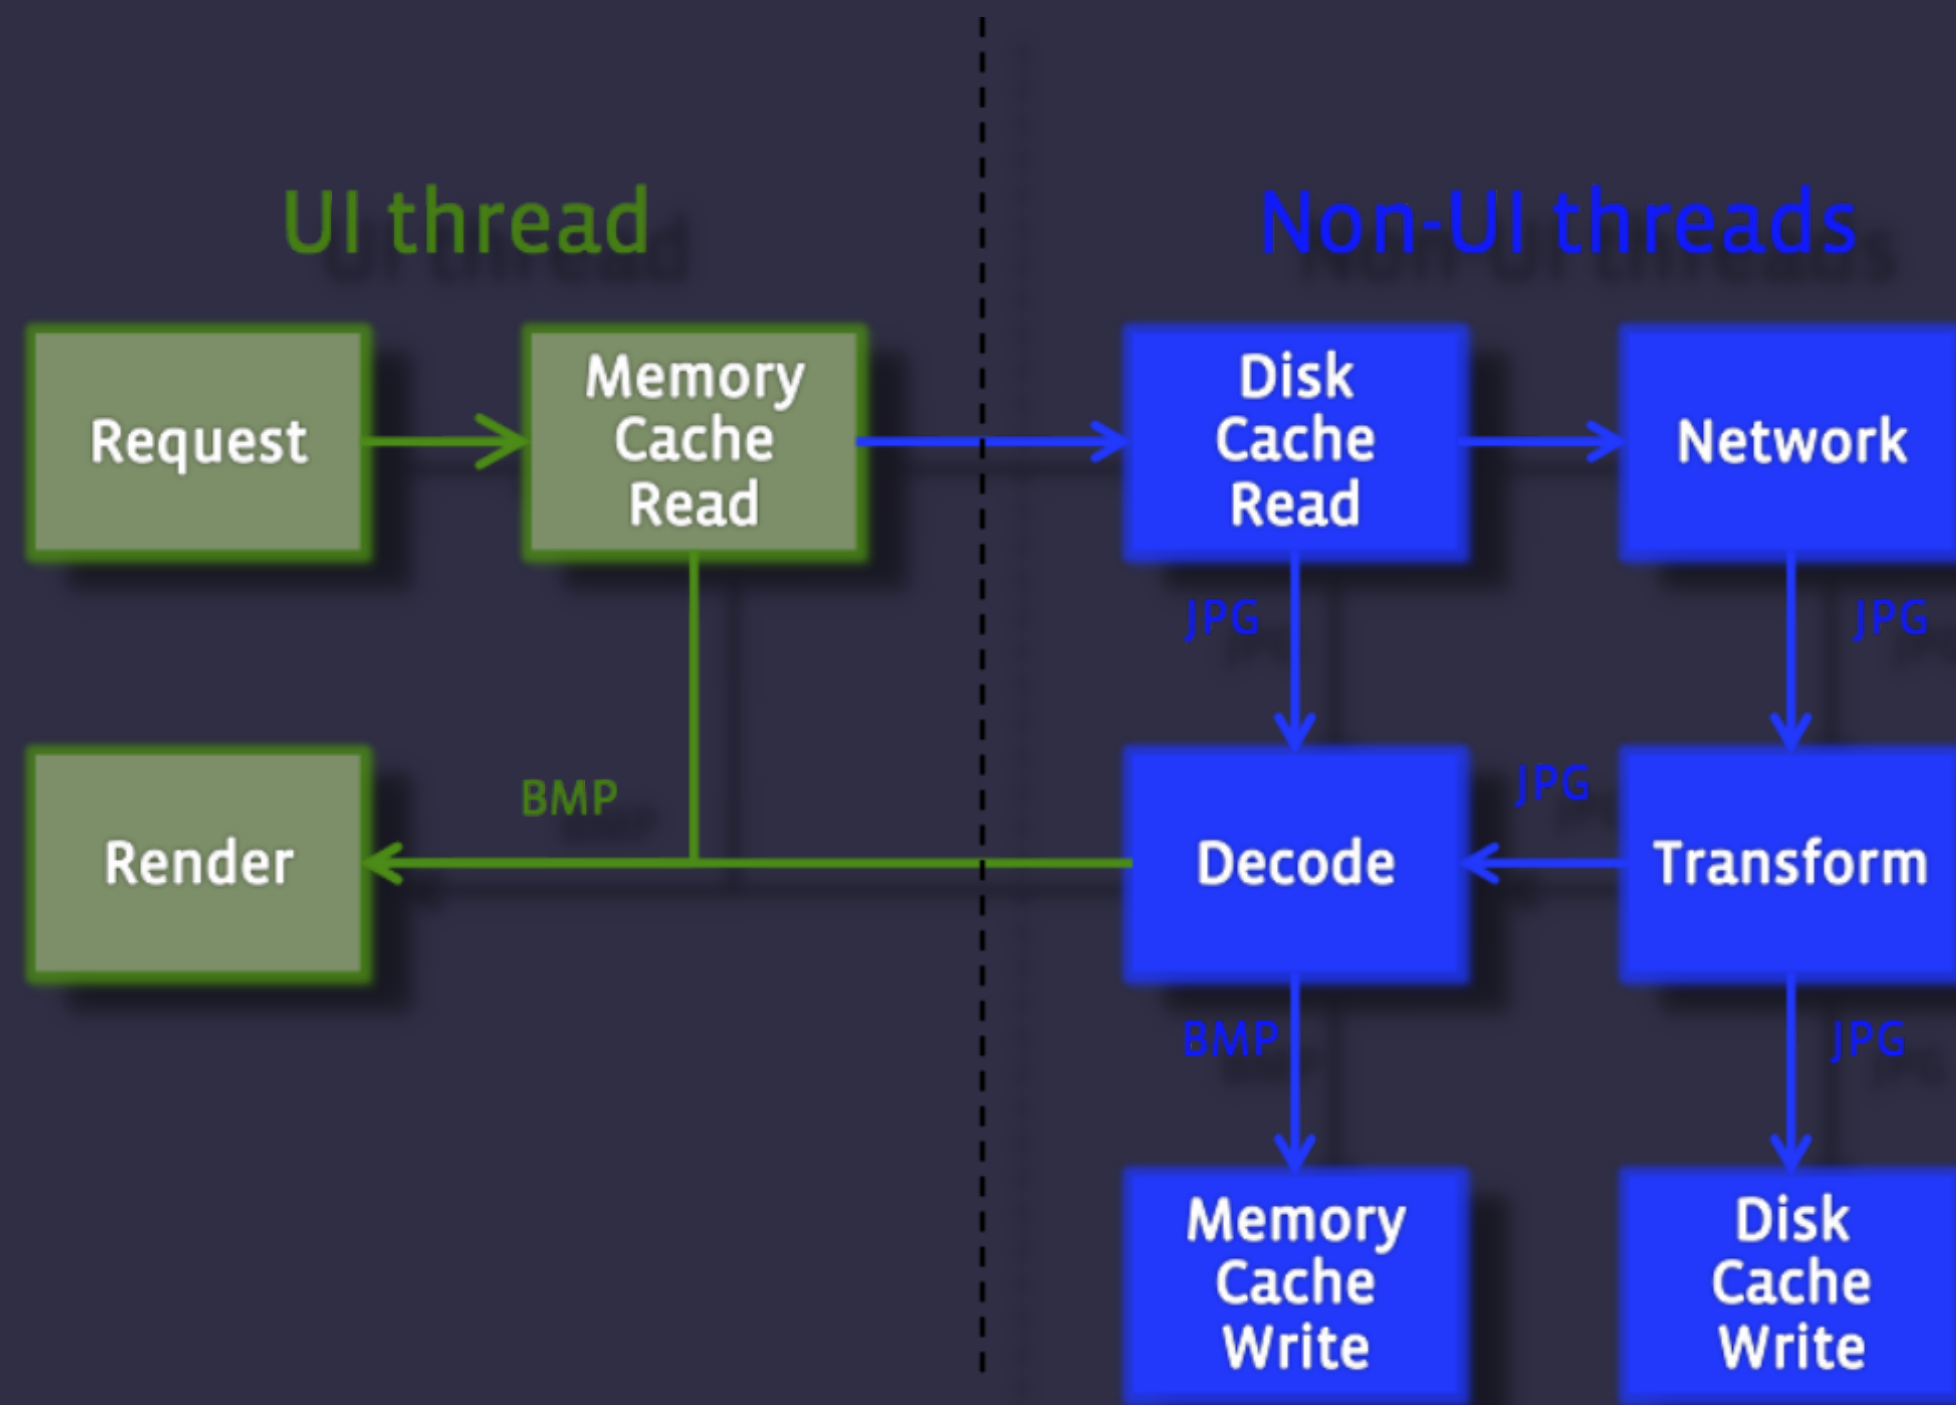 UI thread
Non-UI threads
Request
Memory
Cache
Read
Disk
Cache
Read
Network
JPG
JPG
Render
BMP
Decode
JPG
Transform
BMP
JPG
Memory
Cache
Write
Disk
Cache
Write